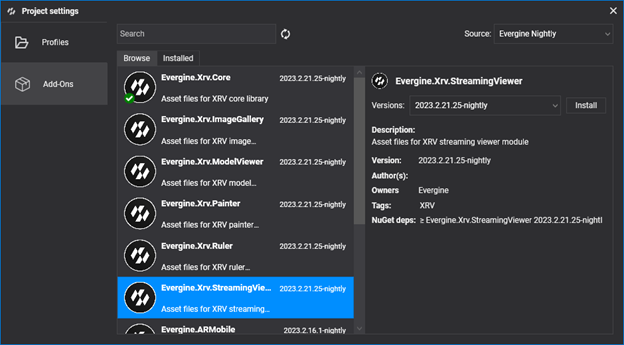 Project settings
Profiles
Add-Ons
Search
Source: Evergine Nightly
Browse Installed
Evergine.Xrv.Core 2023.2.21.25-nightly
Asset files for XRV core library
Evergine.Xrv.ImageGallery 2023.2.21.25-nightly
Asset files for XRV image...
Evergine.Xrv.ModelViewer 2023.2.21.25-nightly
Asset files for XRV model...
Evergine.Xrv.Painter 2023.2.21.25-nightly
Asset files for XRV painter...
Evergine.Xrv.Ruler 2023.2.21.25-nightly
Asset files for XRV ruler...
Evergine.Xrv.StreamingVie... 2023.2.21.25-nightly
Asset files for XRV streaming...
Evergine.ARMobile 2023.2.16.1-nightly
Evergine.Xrv.StreamingViewer
Versions: 2023.2.21.25-nightly Install
Description:
Asset files for XRV streaming viewer module
Version: 2023.2.21.25-nightly
Author(s):
Owners Evergine
Tags: XRV
NuGet deps: ≥ Evergine.Xrv.StreamingViewer 2023.2.21.25-nightl